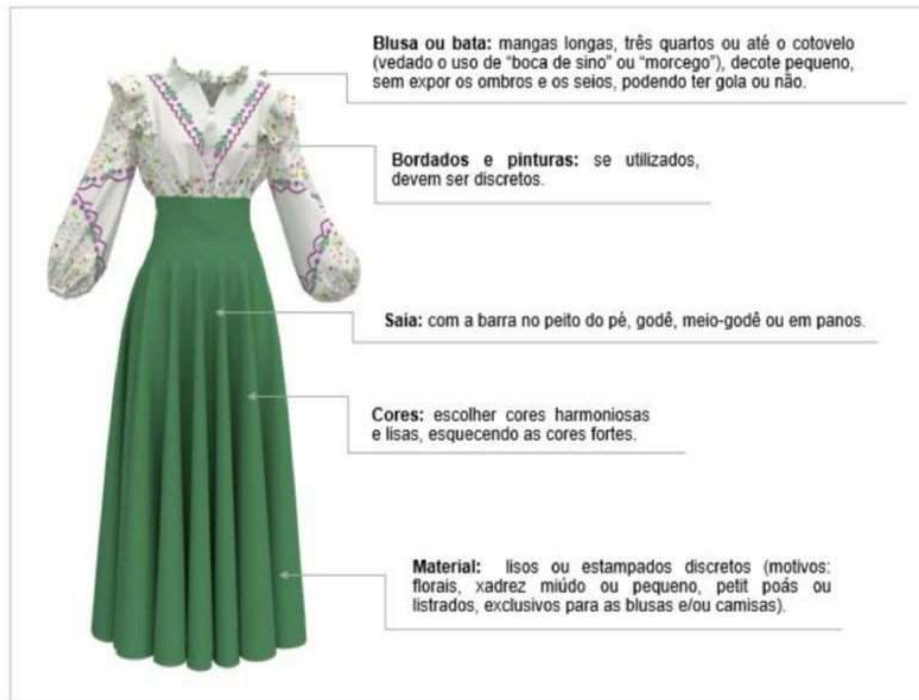 Blusa ou bata: mangas longas, três quartos ou até o cotovelo
(vedado o uso de "boca de sino" ou "morcego"), decote pequeno,
sem expor os ombros e os seios, podendo ter gola ou não.
Bordados e pinturas: se utilizados,
devem ser discretos.
Saia: com a barra no peito do pé, godê, meio-godê ou em panos.
Cores: escolher cores harmoniosas
e lisas, esquecendo as cores fortes.
Material: lisos ou estampados discretos (motivos:
florais, xadrez miúdo ou pequeno, petit poás ou
listrados, exclusivos para as blusas e/ou camisas).